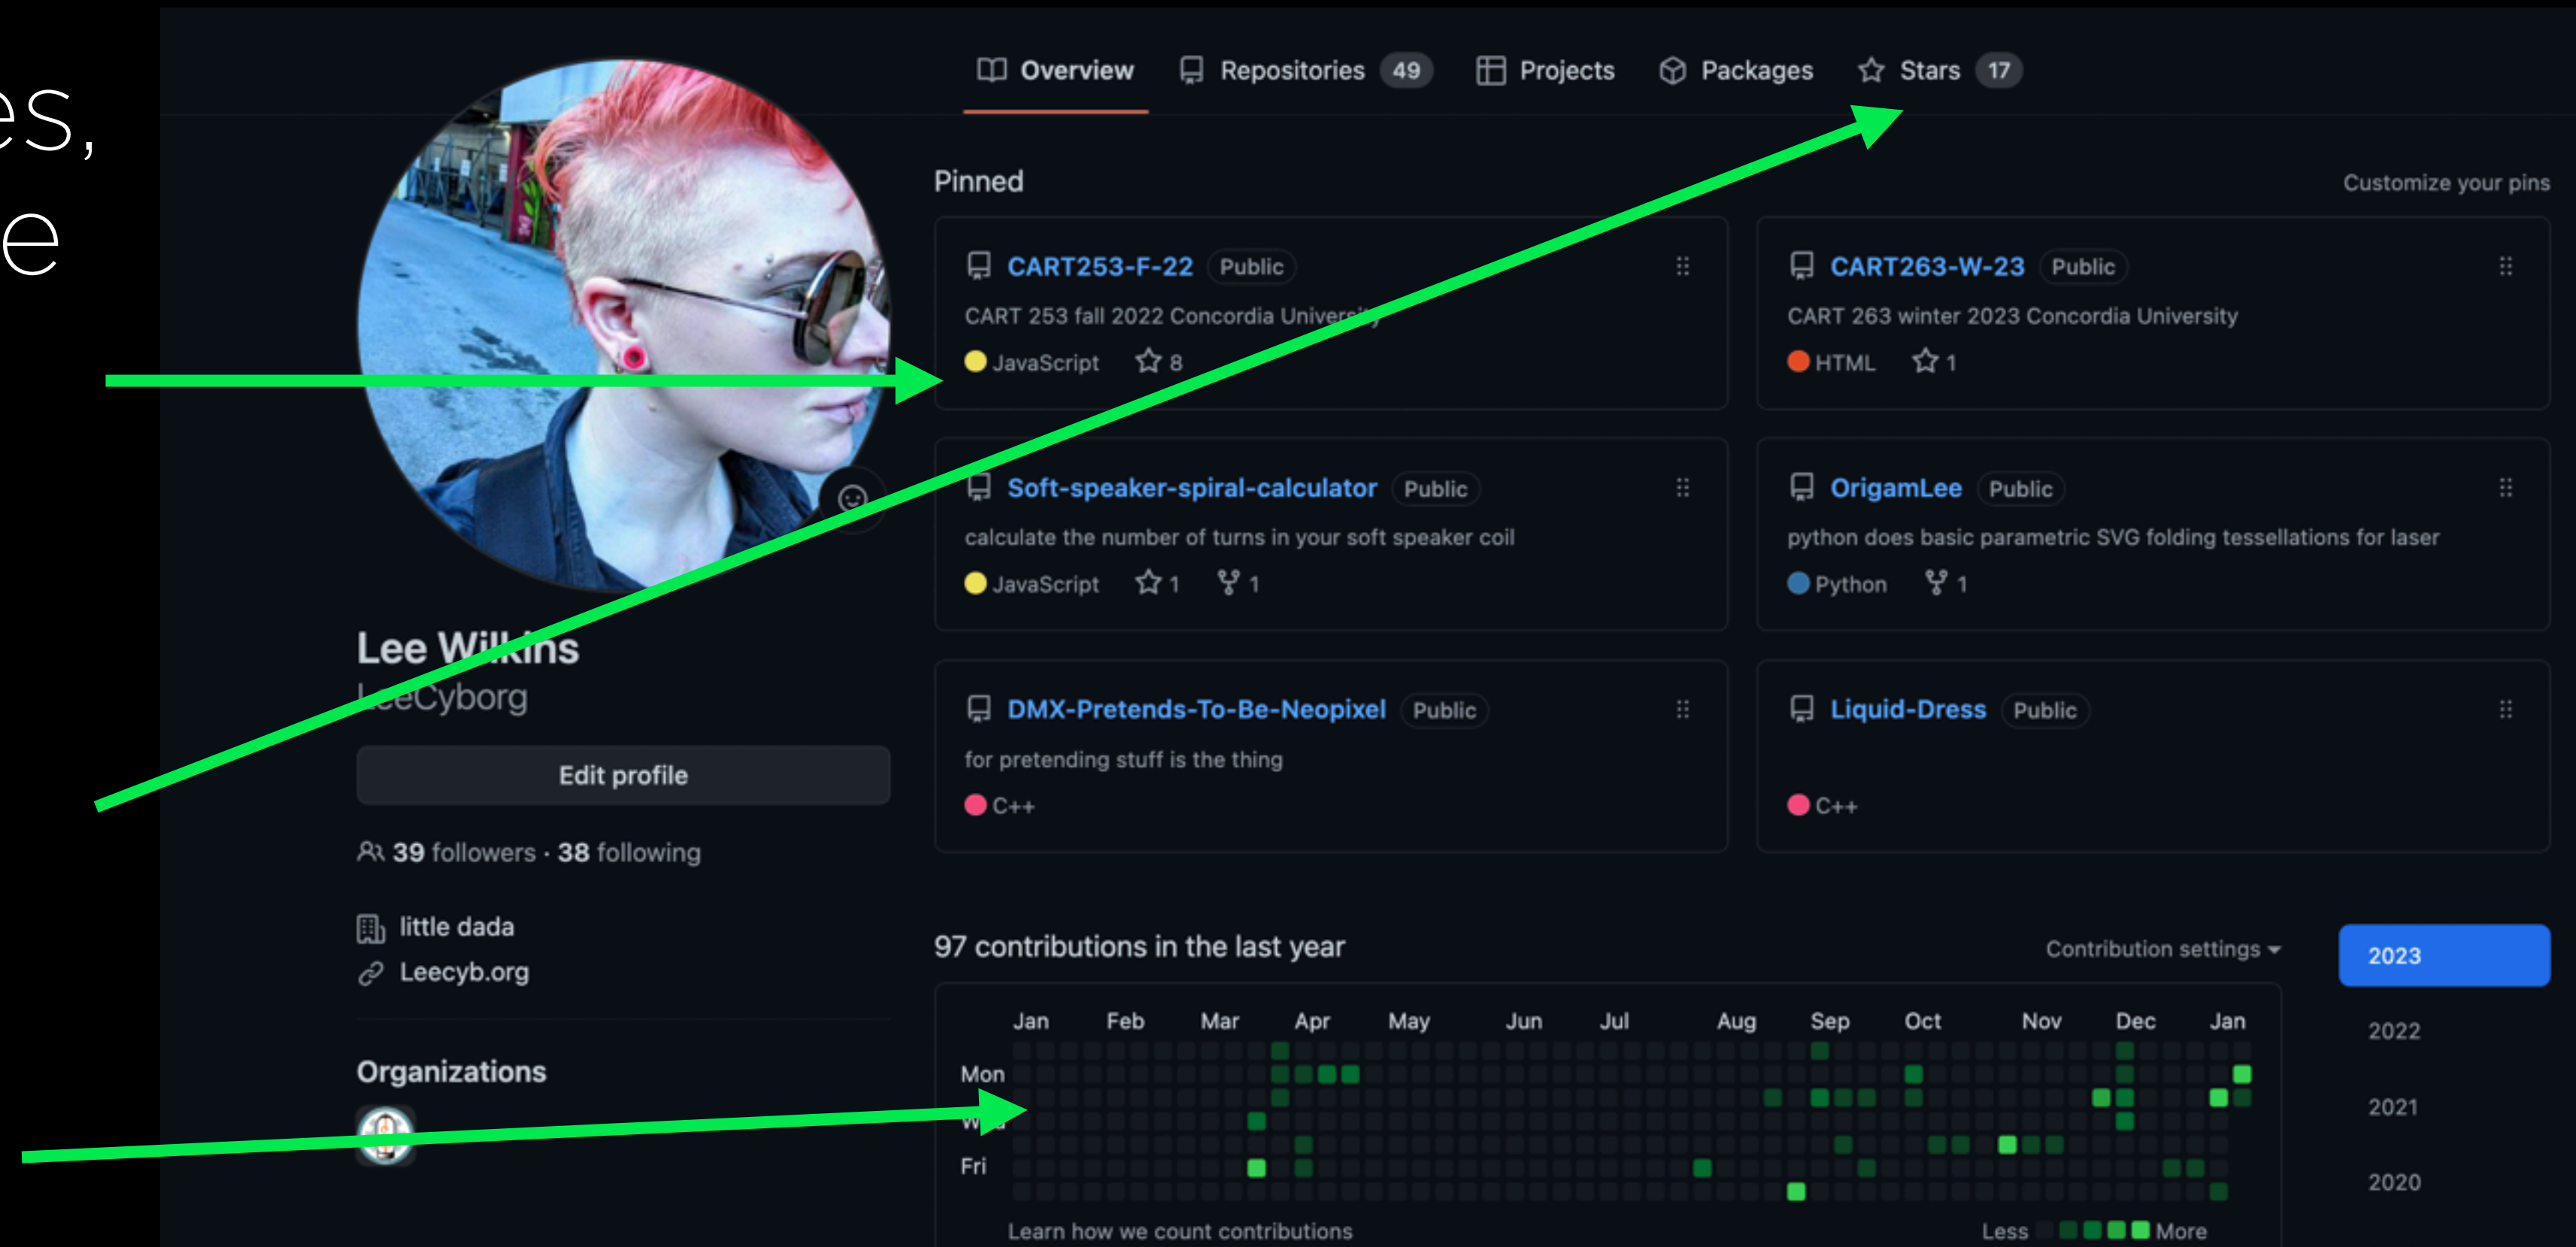 es,
e
Overview Repositories 49 Projects Packages Stars 17
Pinned
Customize your pins
CART253-F-22 Public
CART 253 fall 2022 Concordia University
JavaScript 8
CART263-W-23 Public
CART 263 winter 2023 Concordia University
HTML 1
Soft-speaker-spiral-calculator Public
calculate the number of turns in your soft speaker coil
JavaScript 1 1
OrigamLee Public
python does basic parametric SVG folding tessellations for laser
Python 1
DMX-Pretends-To-Be-Neopixel Public
for pretending stuff is the thing
C++
Liquid-Dress Public
C++
Lee Wilkins
LeeCyborg
Edit profile
39 followers · 38 following
little dada
Leecyb.org
Organizations
97 contributions in the last year
Contribution settings
2023
2022
2021
2020
Jan Feb Mar Apr May Jun Jul Aug Sep Oct Nov Dec Jan
Mon
Wed
Fri
Learn how we count contributions
Less More